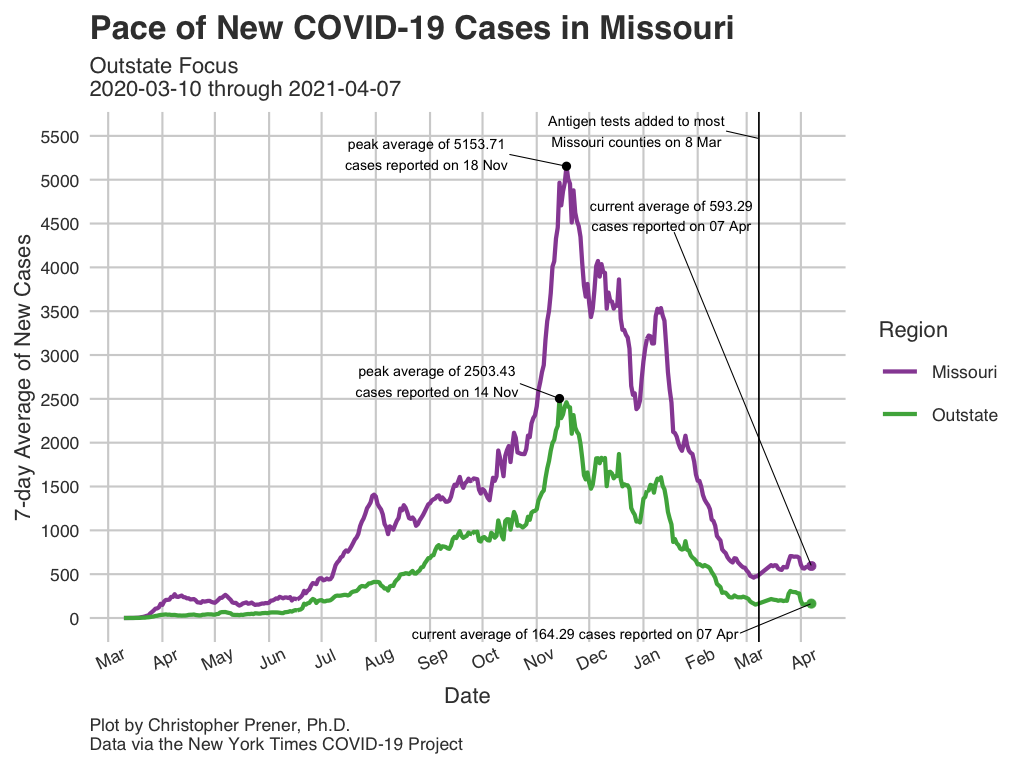 Pace of New COVID-19 Cases in Missouri
Outstate Focus
2020-03-10 through 2021-04-07
Antigen tests added to most
Missouri counties on 8 Mar
peak average of 5153.71
cases reported on 18 Nov
current average of 593.29
cases reported on 07 Apr
peak average of 2503.43
cases reported on 14 Nov
current average of 164.29 cases reported on 07 Apr
7-day Average of New Cases
5500
5000
4500
4000
3500
3000
2500
2000
1500
1000
500
0
Mar Apr May Jun Jul Aug Sep Oct Nov Dec Jan Feb Mar Apr
Date
Region
Missouri
Outstate
Plot by Christopher Prener, Ph.D.
Data via the New York Times COVID-19 Project